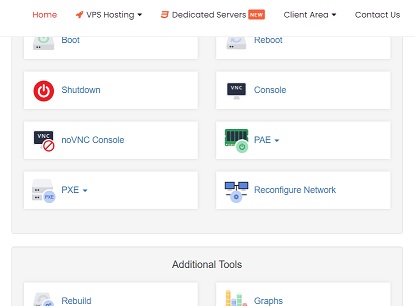 Home VPS Hosting Dedicated Servers NEW Client Area Contact Us
Boot Reboot
Shutdown VNC Console
VNC noVNC Console PAE
PXE PXE Reconfigure Network
Additional Tools
Rebuild Graphs